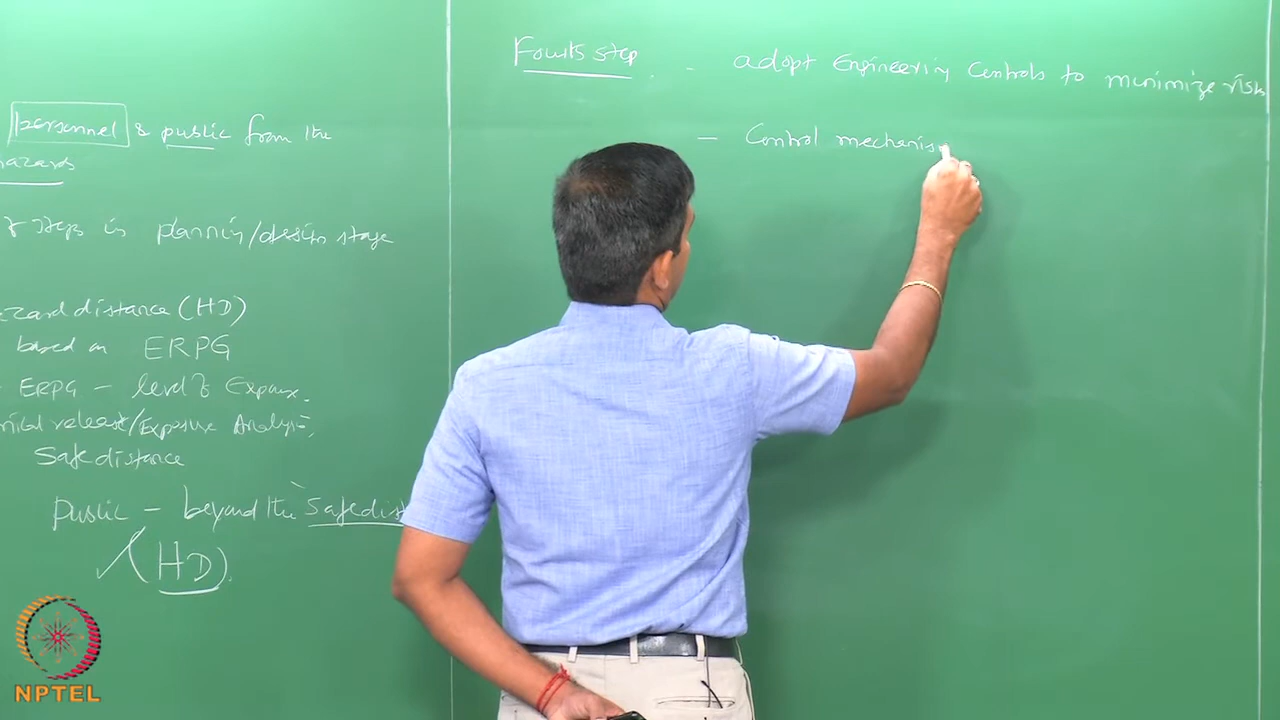 personnel & public from the
hazards
steps in planning/design stage
hazard distance (HD)
based on ERPG
ERPG - level of Exposure.
release/Exposure Analysis,
Safe distance
public - beyond the safe dist
(HD).
Fourth step - adopt Engineering Controls to minimize risk
- Control mechanis
NPTEL